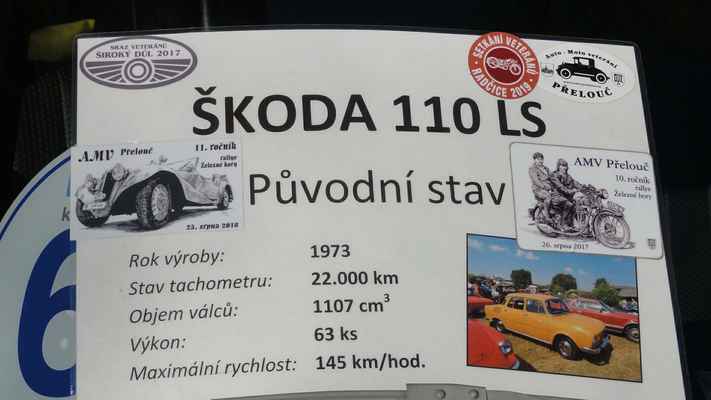 SRAZ VETERÁNŮ
ŠIROKÝ DŮL 2017
SETKÁNÍ VETERÁNŮ
RADČICE 2019
Auto - Moto veteráni
PŘELOUČ
ŠKODA 110 LS
AMV Přelouč
11. ročník
rallye
Železné hory
25. srpna 2018
Původní stav
AMV Přelouč
10. ročník
rallye
Železné hory
26. srpna 2017
Rok výroby: 1973
Stav tachometru: 22.000 km
Objem válců: 1107 cm³
Výkon: 63 ks
Maximální rychlost: 145 km/hod.
6